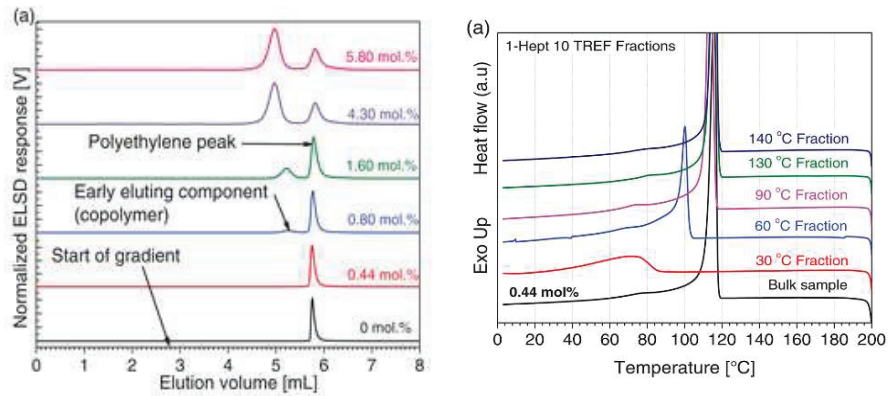 (a)
Normalized ELSD response [V]
5.80 mol.%
4.30 mol.%
Polyethylene peak
1.60 mol.%
Early eluting component
(copolymer)
0.80 mol.%
Start of gradient
0.44 mol.%
0 mol.%
0 1 2 3 4 5 6 7 8
Elution volume [mL]
(a)
1-Hept 10 TREF Fractions
Heat flow (a.u)
Exo Up
140 °C Fraction
130 °C Fraction
90 °C Fraction
60 °C Fraction
30 °C Fraction
Bulk sample
0.44 mol%
0 20 40 60 80 100 120 140 160 180 200
Temperature [°C]